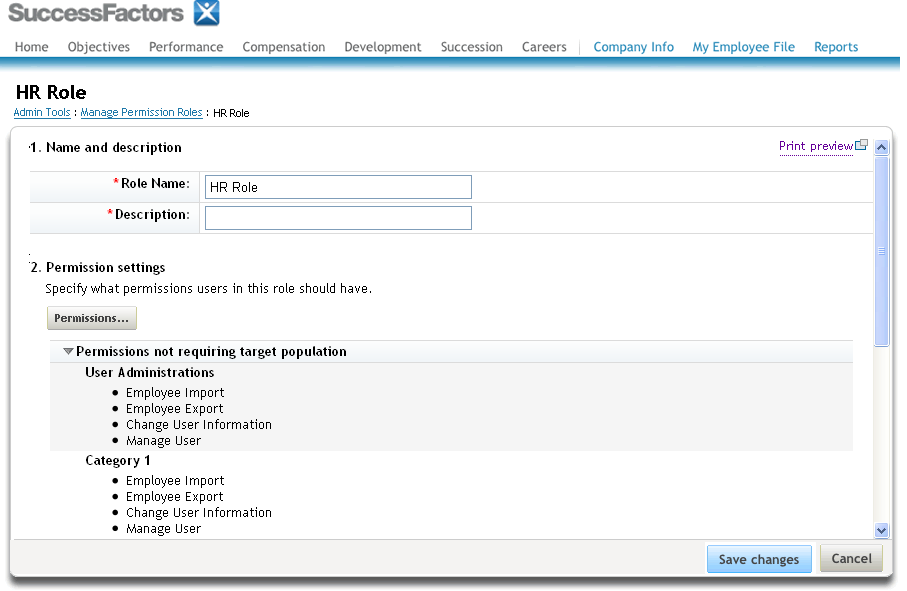 SuccessFactors
Home Objectives Performance Compensation Development Succession Careers Company Info My Employee File Reports
HR Role
Admin Tools : Manage Permission Roles : HR Role
1. Name and description
Print preview
*Role Name: HR Role
*Description:
2. Permission settings
Specify what permissions users in this role should have.
Permissions...
Permissions not requiring target population
User Administrations
• Employee Import
• Employee Export
• Change User Information
• Manage User
Category 1
• Employee Import
• Employee Export
• Change User Information
• Manage User
Save changes Cancel